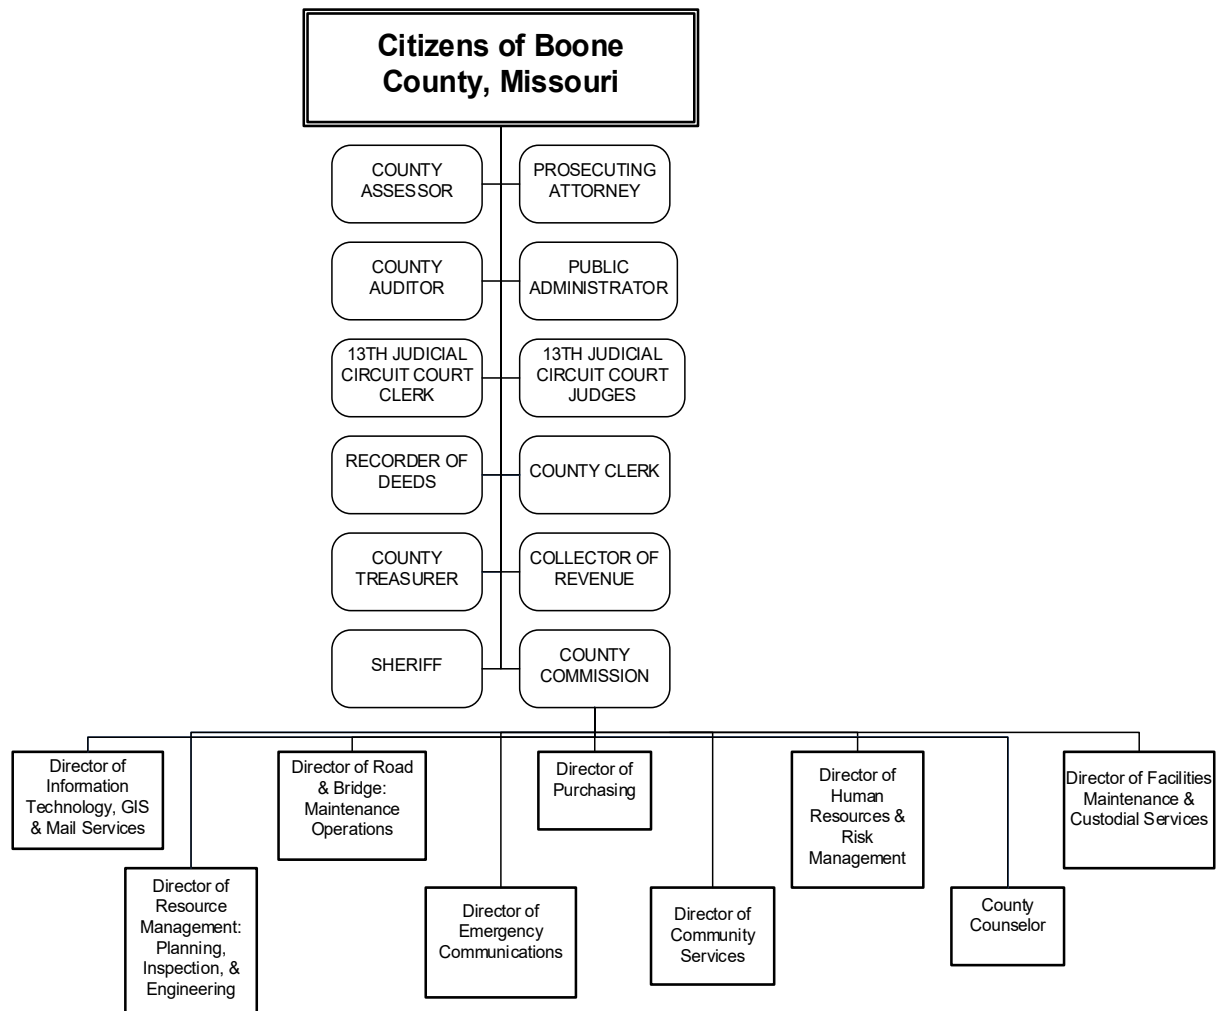 Citizens of Boone
County, Missouri
COUNTY
ASSESSOR
PROSECUTING
ATTORNEY
COUNTY
AUDITOR
PUBLIC
ADMINISTRATOR
13TH JUDICIAL
CIRCUIT COURT
CLERK
13TH JUDICIAL
CIRCUIT COURT
JUDGES
RECORDER OF
DEEDS
COUNTY CLERK
COUNTY
TREASURER
COLLECTOR OF
REVENUE
SHERIFF
COUNTY
COMMISSION
Director of
Information
Technology, GIS
& Mail Services
Director of Road
& Bridge:
Maintenance
Operations
Director of
Purchasing
Director of
Human
Resources &
Risk
Management
Director of Facilities
Maintenance &
Custodial Services
Director of
Resource
Management:
Planning,
Inspection, &
Engineering
Director of
Emergency
Communications
Director of
Community
Services
County
Counselor